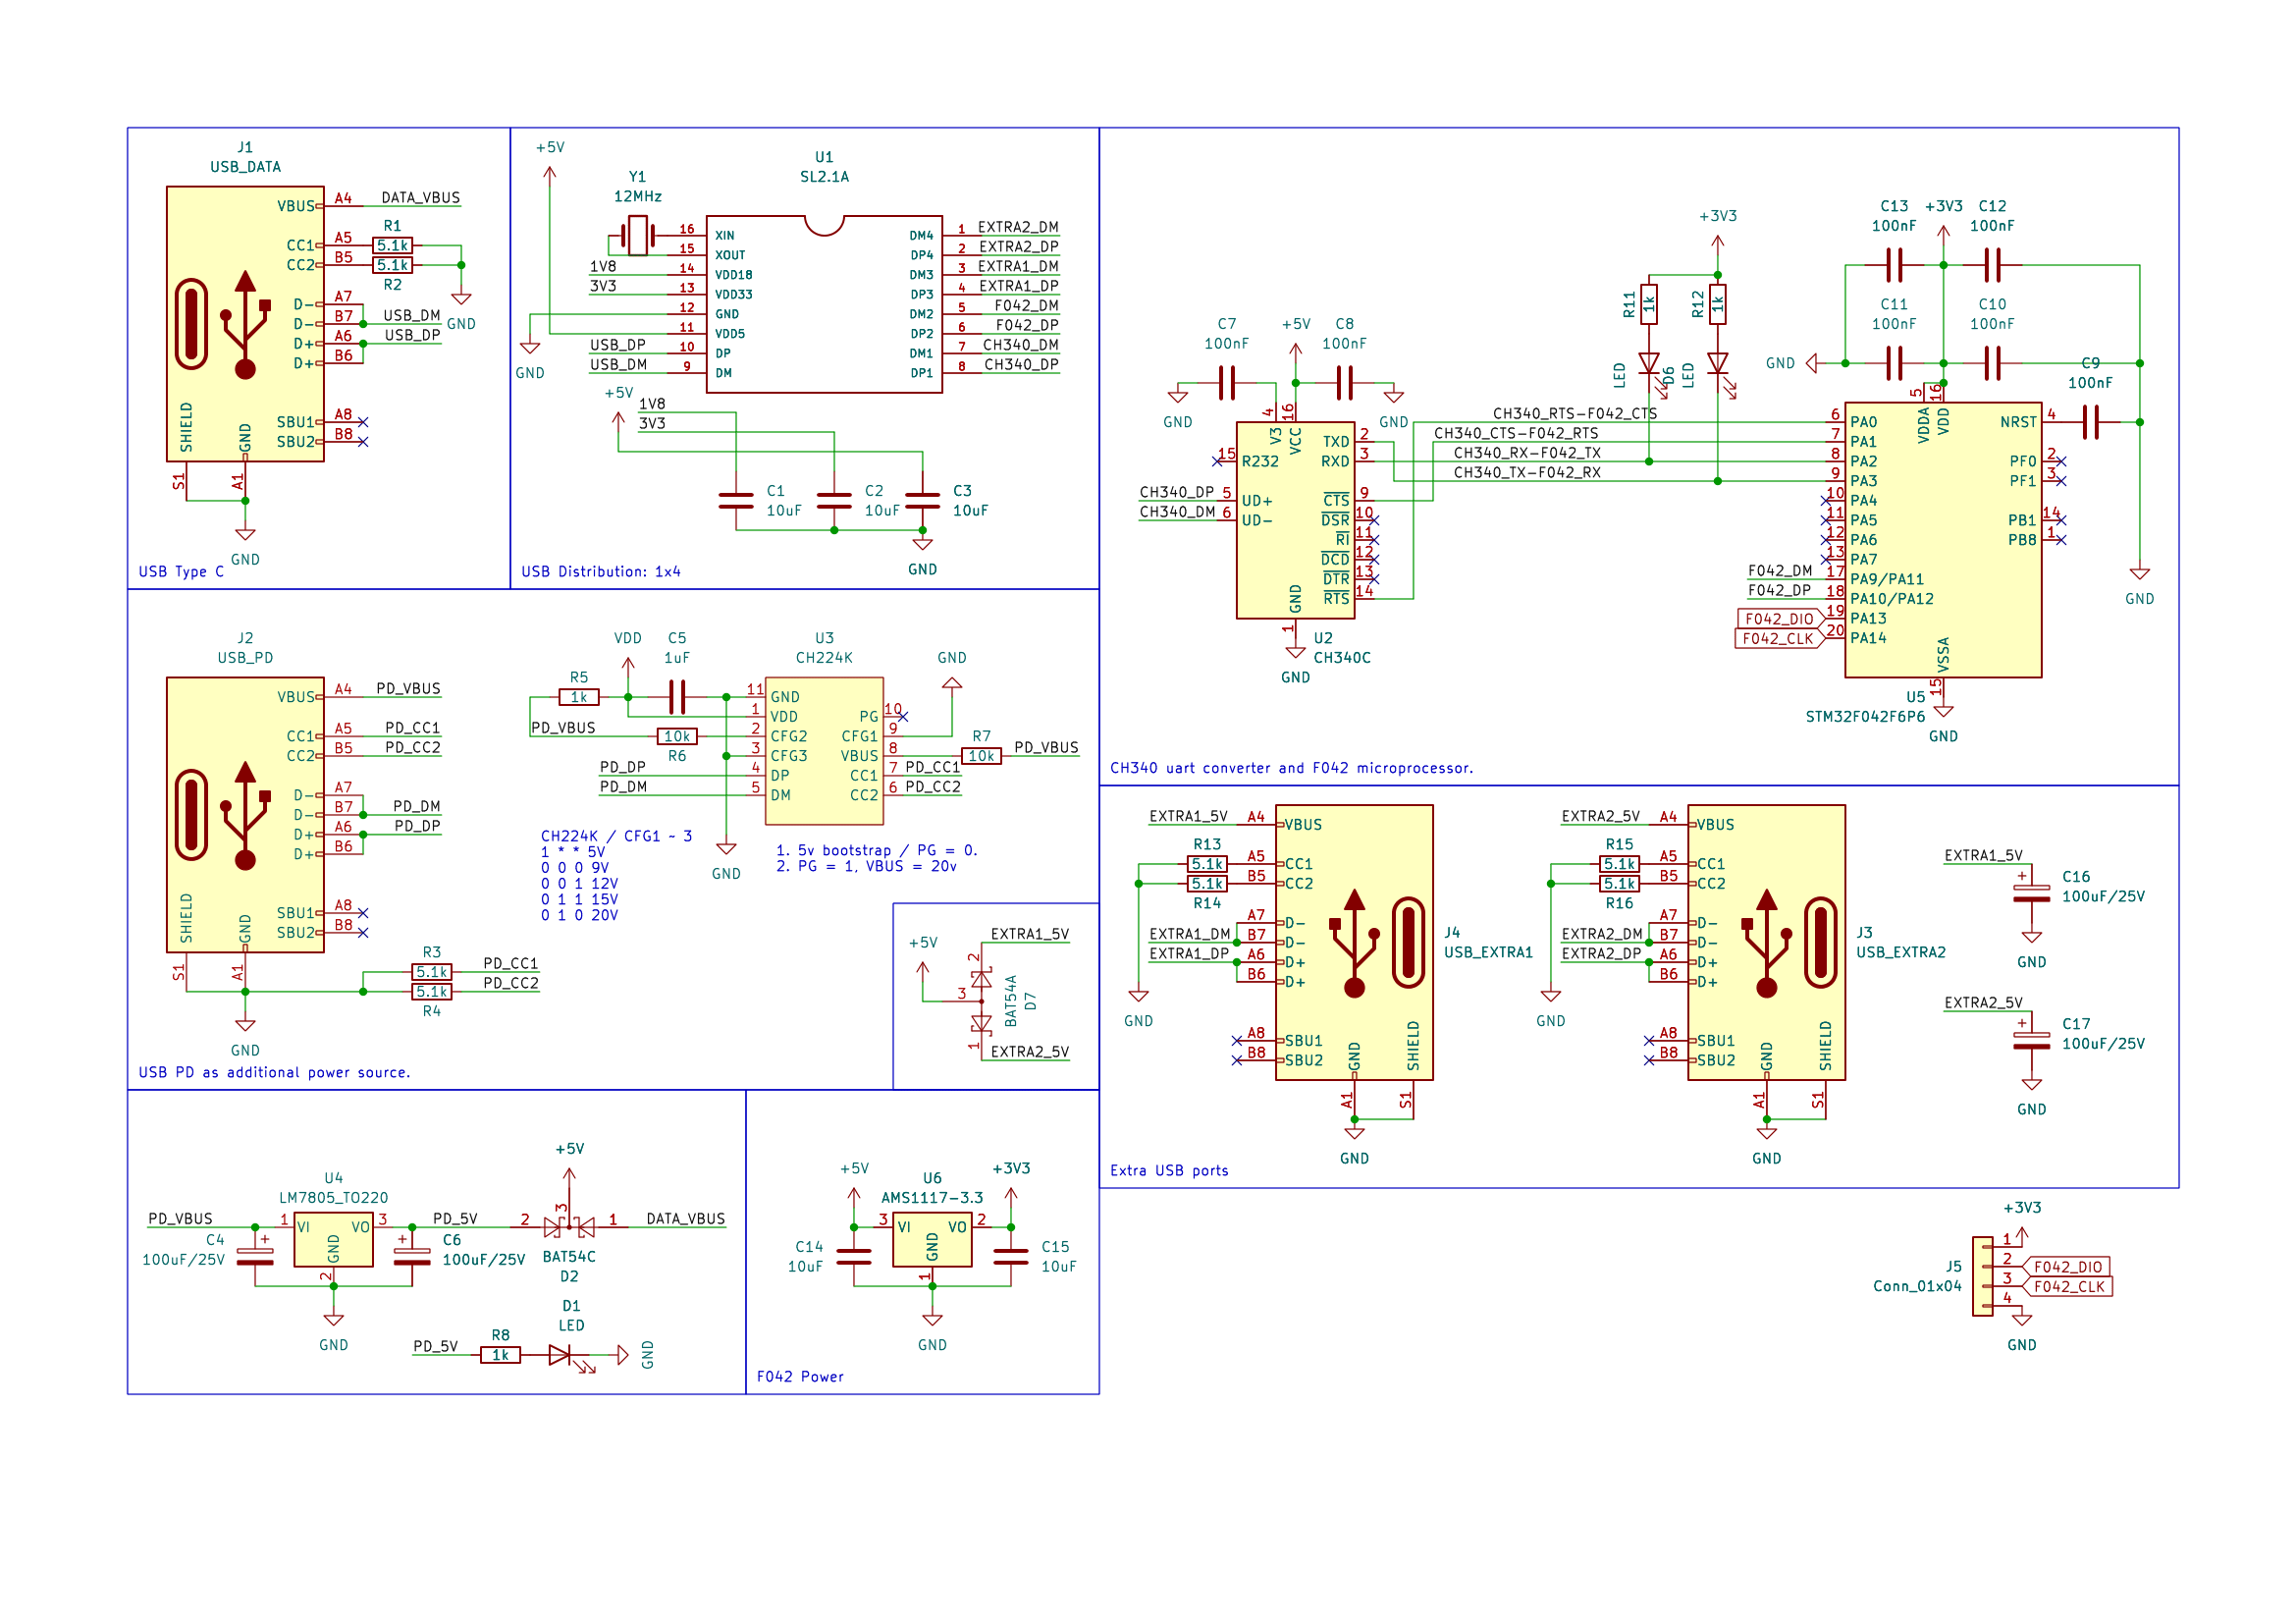 J1
USB_DATA
VBUS A4 DATA_VBUS
CC1 A5 R1 5.1k
CC2 B5 5.1k R2
GND
D- A7
D- B7 USB_DM
D+ A6 USB_DP
D+ B6
SBU1 A8
SBU2 B8
SHIELD GND
S1 A1
GND
USB Type C
+5V
Y1
12MHz
U1
SL2.1A
16 XIN DM4 1 EXTRA2_DM
15 XOUT DP4 2 EXTRA2_DP
1V8 14 VDD18 DM3 3 EXTRA1_DM
3V3 13 VDD33 DP3 4 EXTRA1_DP
12 GND DM2 5 F042_DM
11 VDD5 DP2 6 F042_DP
USB_DP 10 DP DM1 7 CH340_DM
USB_DM 9 DM DP1 8 CH340_DP
GND
+5V
1V8
3V3
C1
10uF
C2
10uF
C3
10uF
GND
USB Distribution: 1x4
C7
100nF
+5V
C8
100nF
GND
GND
4 16
V3 VCC
15 R232
5 UD+ CH340_DP
6 UD- CH340_DM
TXD 2
RXD 3
CTS 9
DSR 10
RI 11
DCD 12
DTR 13
RTS 14
GND
1
U2
CH340C
GND
CH340_RTS-F042_CTS
CH340_CTS-F042_RTS
CH340_RX-F042_TX
CH340_TX-F042_RX
+3V3
R11 1k
R12 1k
LED
D6
LED
C13
100nF
+3V3
C12
100nF
C11
100nF
C10
100nF
GND
C9
100nF
5 16
VDDA VDD
6 PA0 NRST 4
7 PA1
8 PA2 PF0 2
9 PA3 PF1 3
10 PA4
11 PA5 PB1 14
12 PA6 PB8 1
13 PA7
F042_DM 17 PA9/PA11
F042_DP 18 PA10/PA12
F042_DIO 19 PA13
F042_CLK 20 PA14
VSSA
15
U5
STM32F042F6P6
GND
GND
CH340 uart converter and F042 microprocessor.
J2
USB_PD
VBUS A4 PD_VBUS
CC1 A5 PD_CC1
CC2 B5 PD_CC2
D- A7
D- B7 PD_DM
D+ A6 PD_DP
D+ B6
SBU1 A8
SBU2 B8
SHIELD GND
S1 A1
R3
5.1k PD_CC1
5.1k PD_CC2
R4
GND
USB PD as additional power source.
VDD
C5
1uF
R5
1k
PD_VBUS
10k
R6
PD_DP
PD_DM
U3
CH224K
11 GND
1 VDD PG 10
2 CFG2 CFG1 9
3 CFG3 VBUS 8
4 DP CC1 7 PD_CC1
5 DM CC2 6 PD_CC2
GND
R7
10k
PD_VBUS
GND
CH224K / CFG1 ~ 3
1 * * 5V
0 0 0 9V
0 0 1 12V
0 1 1 15V
0 1 0 20V
1. 5v bootstrap / PG = 0.
2. PG = 1, VBUS = 20v
+5V
EXTRA1_5V
2
3
1
BAT54A
D7
EXTRA2_5V
EXTRA1_5V A4 VBUS
R13
5.1k A5 CC1
5.1k B5 CC2
R14
A7 D-
EXTRA1_DM B7 D-
EXTRA1_DP A6 D+
B6 D+
GND
A8 SBU1
B8 SBU2
GND SHIELD
A1 S1
GND
J4
USB_EXTRA1
EXTRA2_5V A4 VBUS
R15
5.1k A5 CC1
5.1k B5 CC2
R16
A7 D-
EXTRA2_DM B7 D-
EXTRA2_DP A6 D+
B6 D+
GND
A8 SBU1
B8 SBU2
GND SHIELD
A1 S1
GND
J3
USB_EXTRA2
EXTRA1_5V
C16
100uF/25V
GND
EXTRA2_5V
C17
100uF/25V
GND
Extra USB ports
PD_VBUS
C4
100uF/25V
U4
LM7805_TO220
1 VI VO 3
GND
2
GND
PD_5V
C6
100uF/25V
+5V
2 3 1
BAT54C
D2
DATA_VBUS
D1
LED
PD_5V
R8
1k
GND
+5V
C14
10uF
U6
AMS1117-3.3
3 VI VO 2
GND
1
GND
+3V3
C15
10uF
F042 Power
+3V3
J5
Conn_01x04
1
2 F042_DIO
3 F042_CLK
4
GND